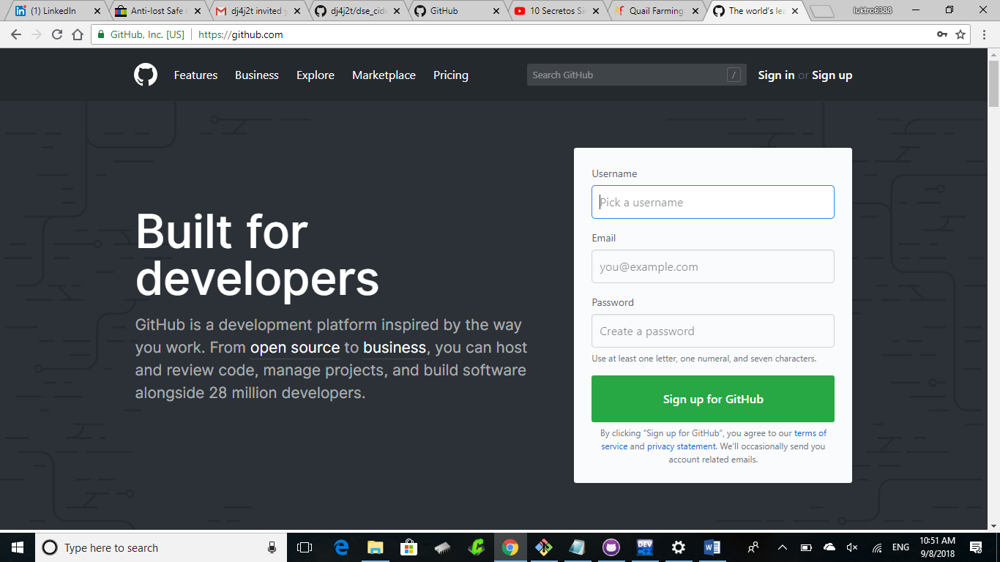 (1) LinkedIn
Anti-lost Safe
dj4j2t invited
dj4j2t/dse_cide
GitHub
10 Secretos Si
Quail Farming
The world's lea
luktro6388
GitHub, Inc. [US]
https://github.com
Features Business Explore Marketplace Pricing
Search GitHub /
Sign in or Sign up
Built for
developers
GitHub is a development platform inspired by the way
you work. From open source to business, you can host
and review code, manage projects, and build software
alongside 28 million developers.
Username
Pick a username
Email
you@example.com
Password
Create a password
Use at least one letter, one numeral, and seven characters.
Sign up for GitHub
By clicking “Sign up for GitHub”, you agree to our terms of
service and privacy statement. We’ll occasionally send you
account related emails.
Type here to search
DEV
ENG
10:51 AM
9/8/2018